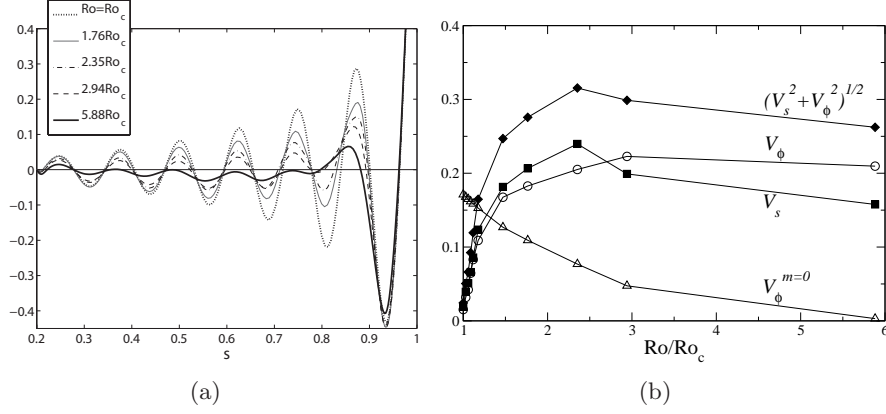 Ro=Ro_c
1.76Ro_c
2.35Ro_c
2.94Ro_c
5.88Ro_c
0.4
0.3
0.2
0.1
0
−0.1
−0.2
−0.3
−0.4
0.2 0.3 0.4 0.5 0.6 0.7 0.8 0.9 1
s
(a)
0.4
0.3
0.2
0.1
0.0
(V_s^2+V_ϕ^2)^{1/2}
V_ϕ
V_s
V_ϕ^{m=0}
1 2 3 4 5 6
Ro/Ro_c
(b)